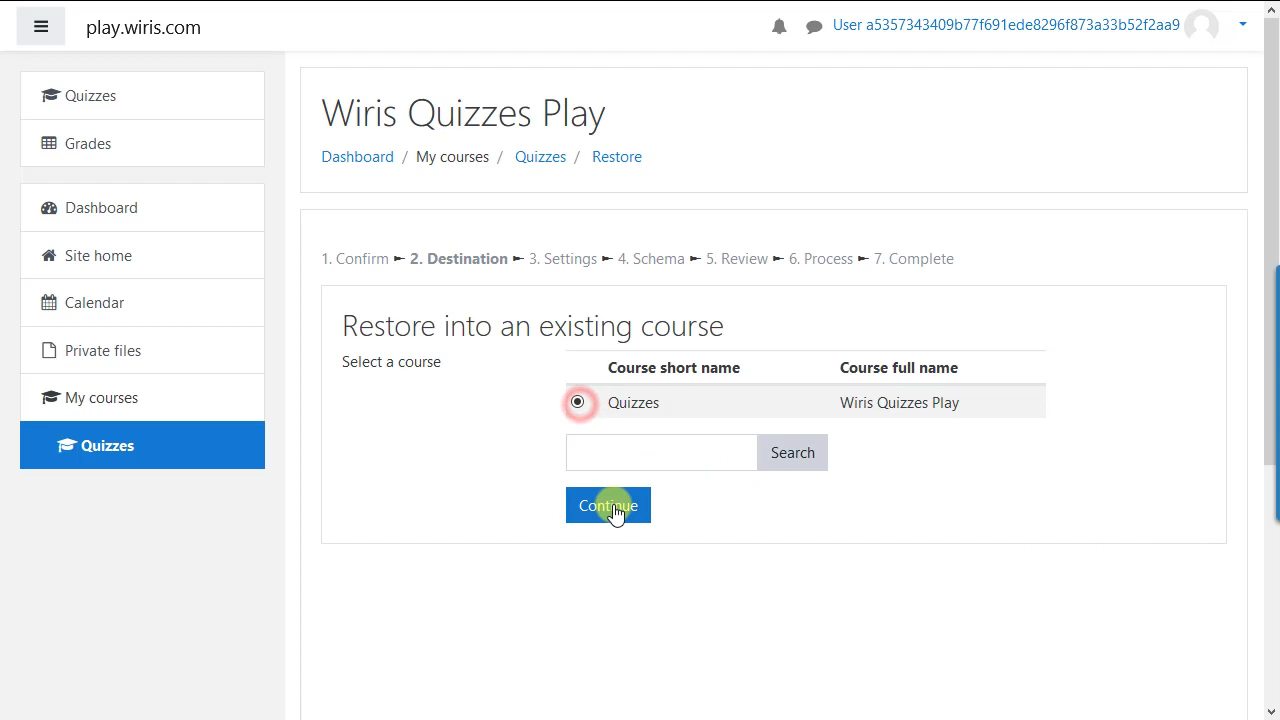 play.wiris.com
User a5357343409b77f691ede8296f873a33b52f2aa9
Quizzes
Grades
Dashboard
Site home
Calendar
Private files
My courses
Quizzes
Wiris Quizzes Play
Dashboard / My courses / Quizzes / Restore
1. Confirm ► 2. Destination ► 3. Settings ► 4. Schema ► 5. Review ► 6. Process ► 7. Complete
Restore into an existing course
Select a course
Course short name Course full name
Quizzes Wiris Quizzes Play
Search
Continue